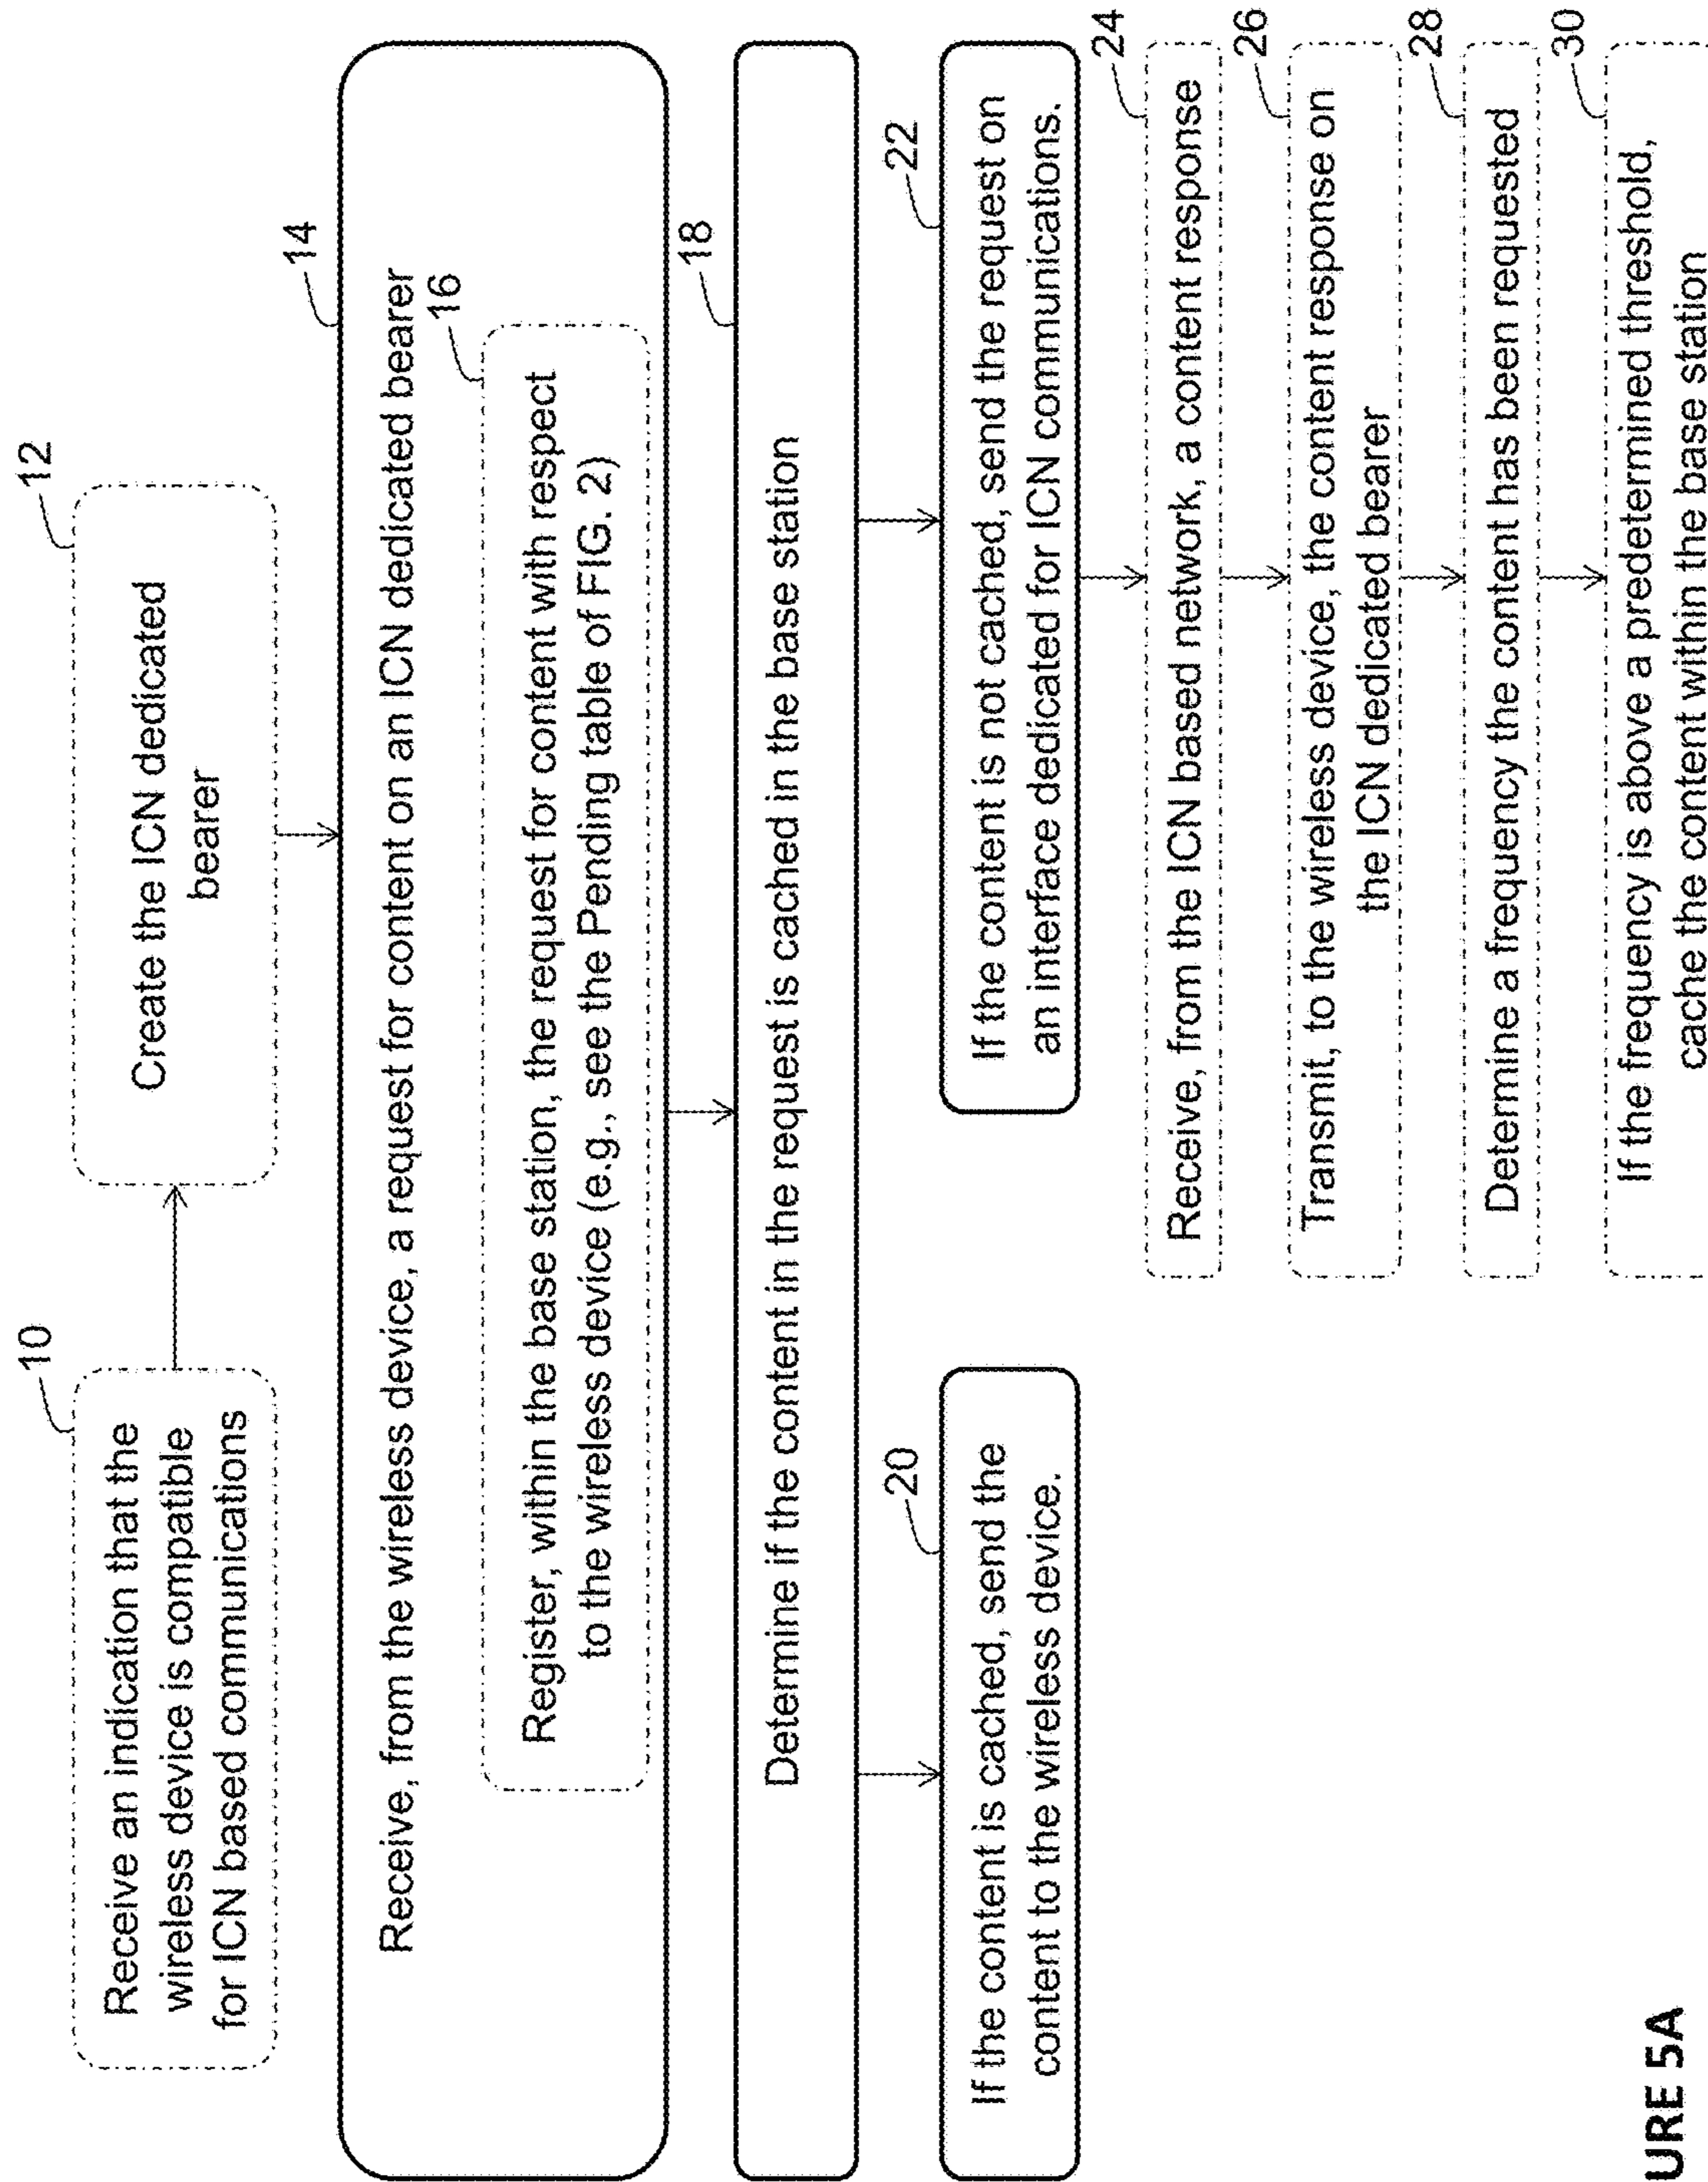 10
Receive an indication that the
wireless device is compatible
for ICN based communications
12
Create the ICN dedicated
bearer
14
Receive, from the wireless device, a request for content on an ICN dedicated bearer
16
Register, within the base station, the request for content with respect
to the wireless device (e.g., see the Pending table of FIG. 2)
18
Determine if the content in the request is cached in the base station
20
If the content is cached, send the
content to the wireless device.
22
If the content is not cached, send the request on
an interface dedicated for ICN communications.
24
Receive, from the ICN based network, a content response
26
Transmit, to the wireless device, the content response on
the ICN dedicated bearer
28
Determine a frequency the content has been requested
30
If the frequency is above a predetermined threshold,
cache the content within the base station
URE 5A